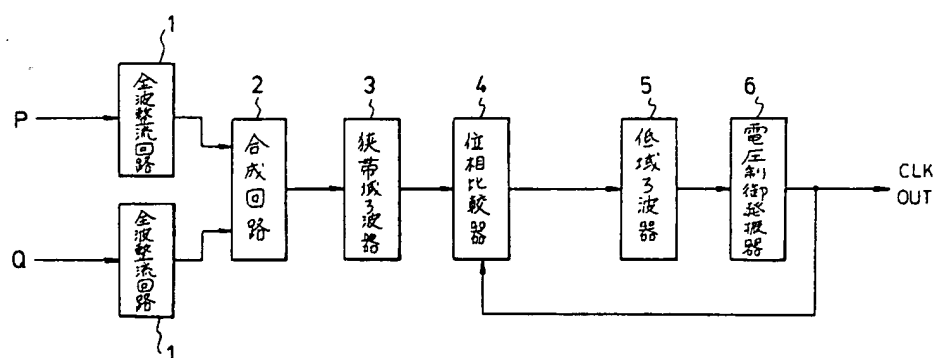 1
P
全波整流回路
2
合成回路
3
狭帯域ろ波器
4
位相比較器
5
低域ろ波器
6
電圧制御発振器
CLK
OUT
Q
全波整流回路
1